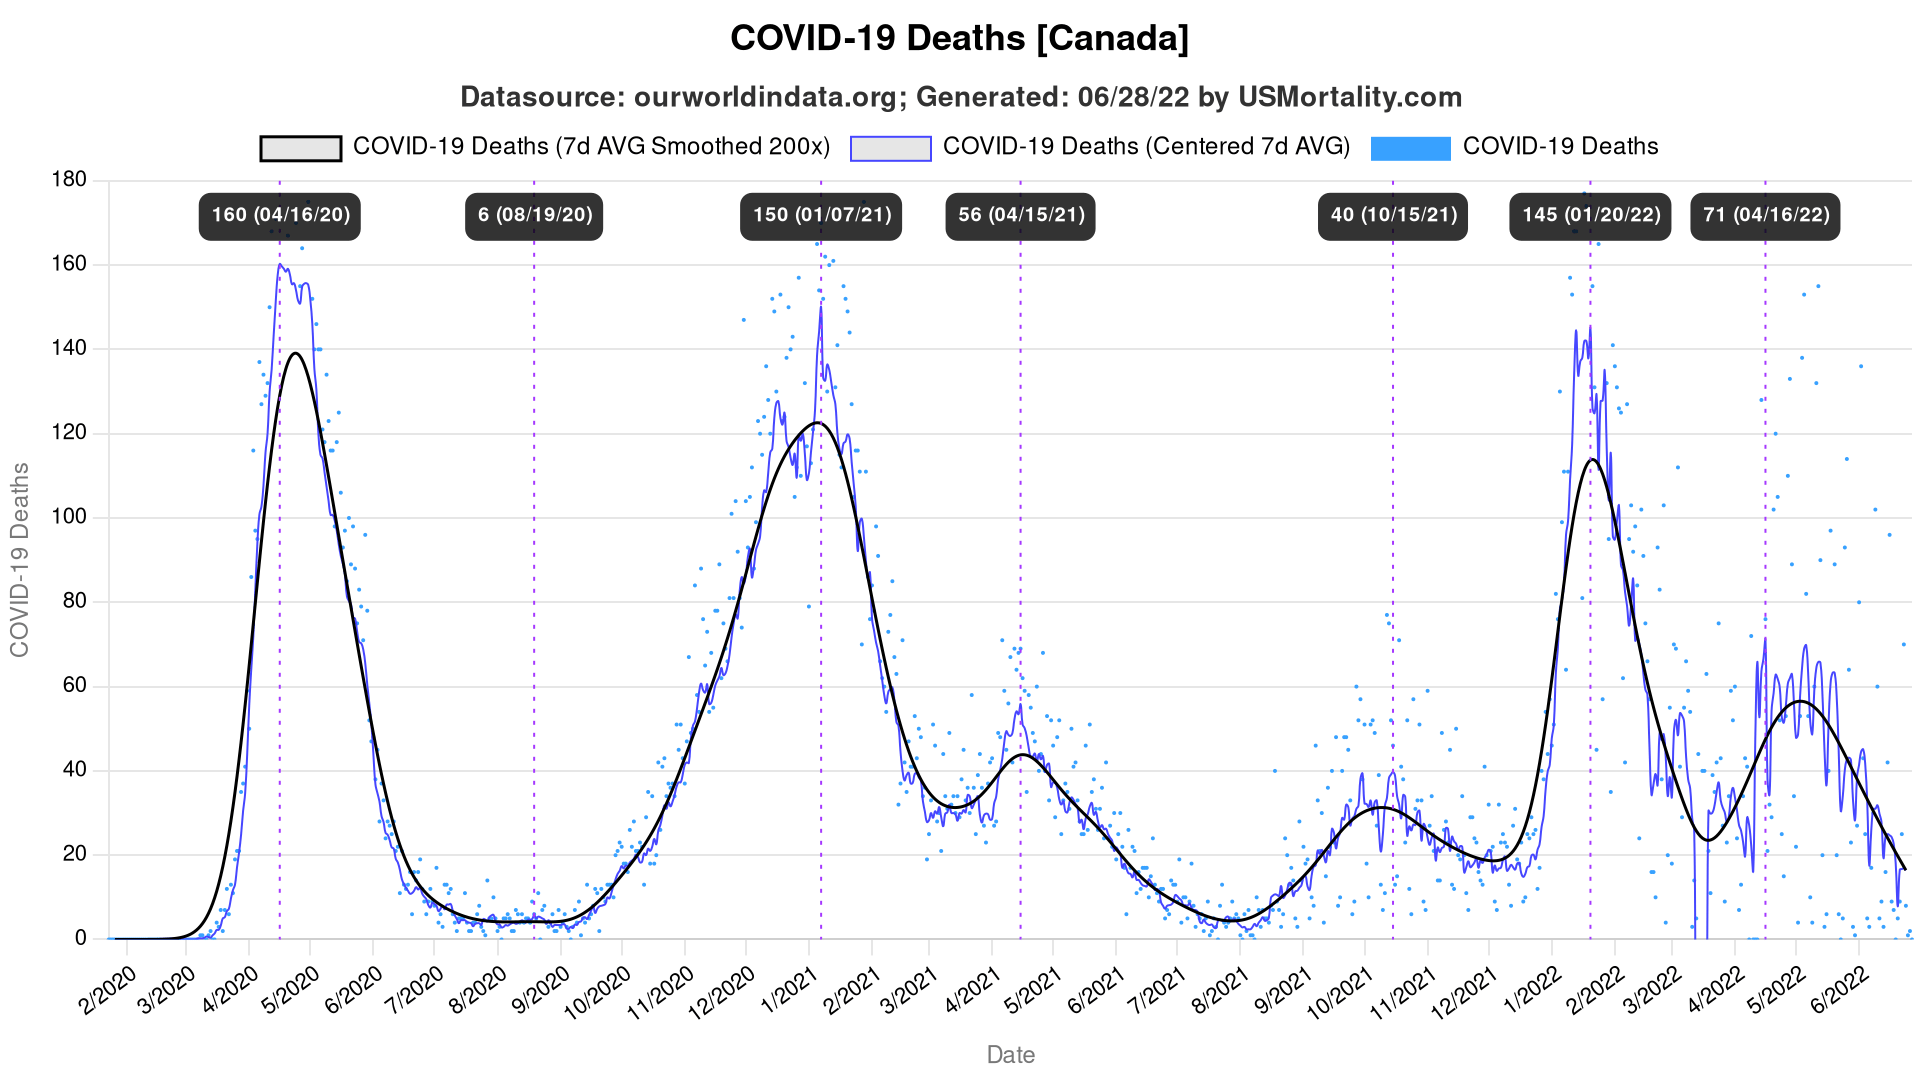 COVID-19 Deaths [Canada]
Datasource: ourworldindata.org; Generated: 06/28/22 by USMortality.com
COVID-19 Deaths (7d AVG Smoothed 200x) COVID-19 Deaths (Centered 7d AVG) COVID-19 Deaths
180
160 (04/16/20) 6 (08/19/20) 150 (01/07/21) 56 (04/15/21) 40 (10/15/21) 145 (01/20/22) 71 (04/16/22)
160
140
120
100
80
60
40
20
0
COVID-19 Deaths
2/2020 3/2020 4/2020 5/2020 6/2020 7/2020 8/2020 9/2020 10/2020 11/2020 12/2020 1/2021 2/2021 3/2021 4/2021 5/2021 6/2021 7/2021 8/2021 9/2021 10/2021 11/2021 12/2021 1/2022 2/2022 3/2022 4/2022 5/2022 6/2022
Date